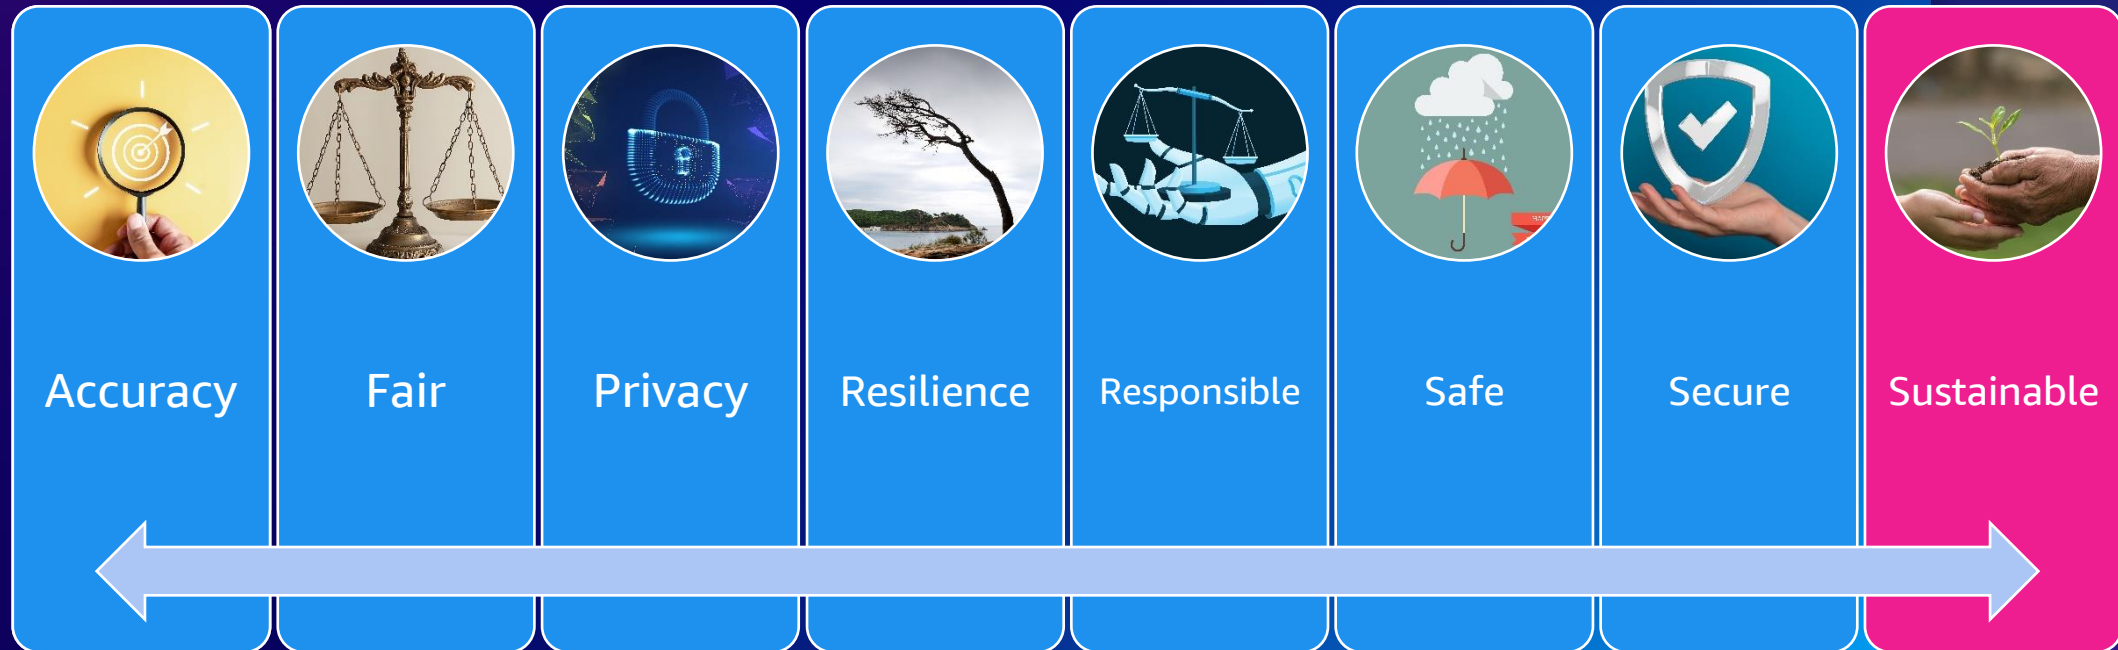 Accuracy
Fair
Privacy
Resilience
Responsible
Safe
Secure
Sustainable